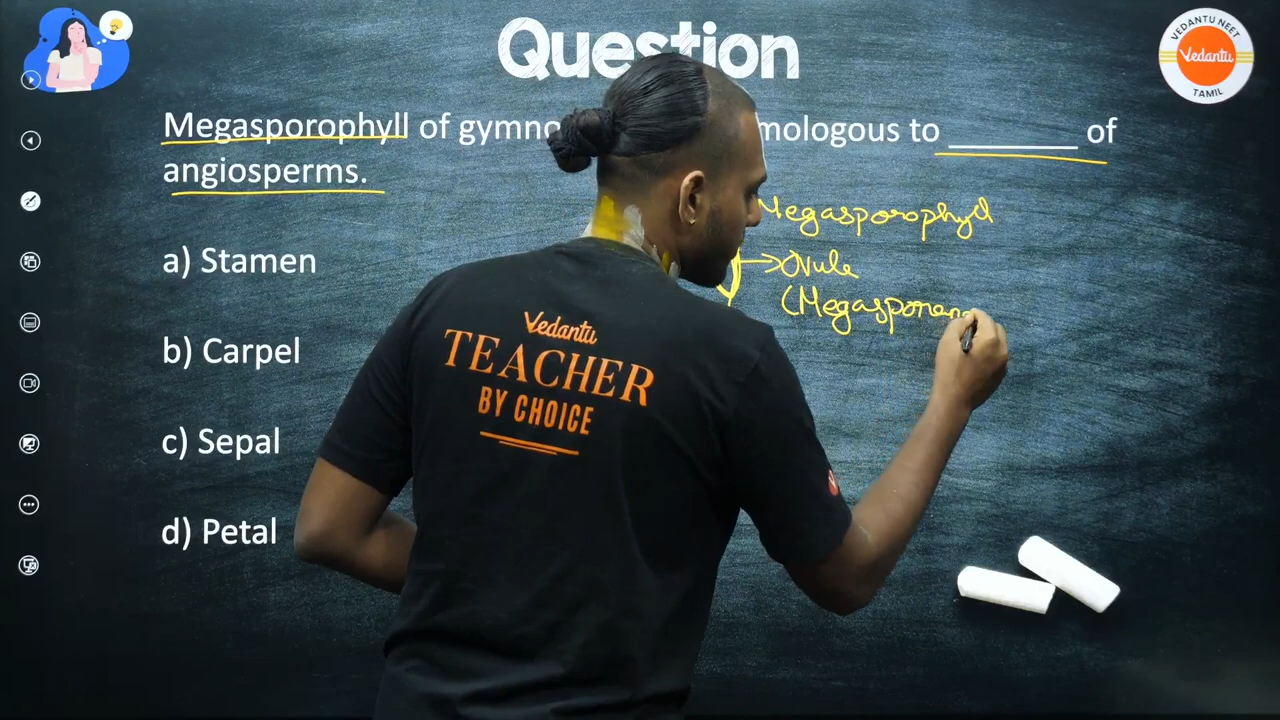 Question
VEDANTU NEET
Vedantu
TAMIL
Megasporophyll of gymno mologous to ________ of
angiosperms.
a) Stamen
b) Carpel
c) Sepal
d) Petal
Megasporophyll
→Ovule
(Megasporan
Vedantu
TEACHER
BY CHOICE